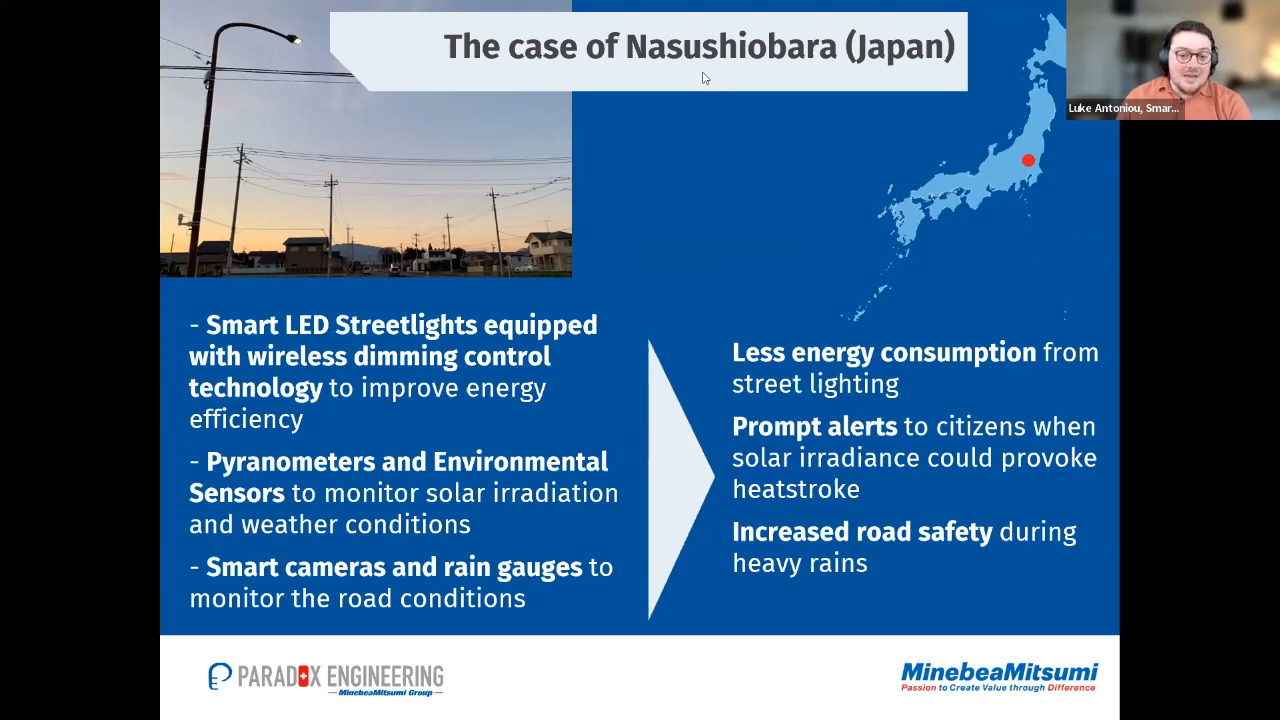 The case of Nasushiobara (Japan)
Luke Antoniou, Smar...
- Smart LED Streetlights equipped
with wireless dimming control
technology to improve energy
efficiency
- Pyranometers and Environmental
Sensors to monitor solar irradiation
and weather conditions
- Smart cameras and rain gauges to
monitor the road conditions
Less energy consumption from
street lighting
Prompt alerts to citizens when
solar irradiance could provoke
heatstroke
Increased road safety during
heavy rains
PARADOX ENGINEERING
MinebeaMitsumi Group
MinebeaMitsumi
Passion to Create Value through Difference